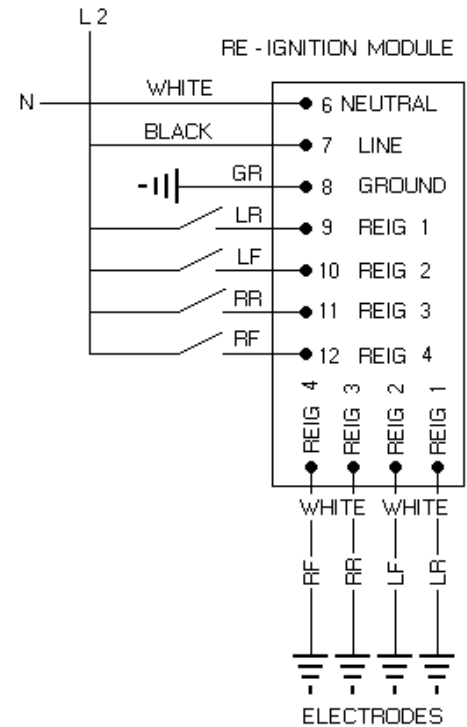 L 2
RE-IGNITION MODULE
N
WHITE
6 NEUTRAL
BLACK
7 LINE
GR
8 GROUND
LR
9 REIG 1
LF
10 REIG 2
RR
11 REIG 3
RF
12 REIG 4
REIG 4
REIG 3
REIG 2
REIG 1
WHITE WHITE
RF
RR
LF
LR
ELECTRODES